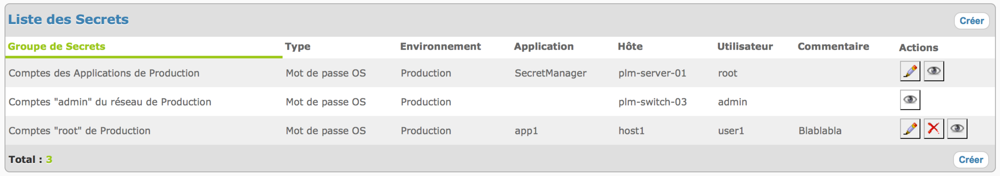 Liste des Secrets Créer
Groupe de Secrets Type Environnement Application Hôte Utilisateur Commentaire Actions
Comptes des Applications de Production Mot de passe OS Production SecretManager plm-server-01 root
Comptes "admin" du réseau de Production Mot de passe OS Production plm-switch-03 admin
Comptes "root" de Production Mot de passe OS Production app1 host1 user1 Blablabla
Total : 3 Créer